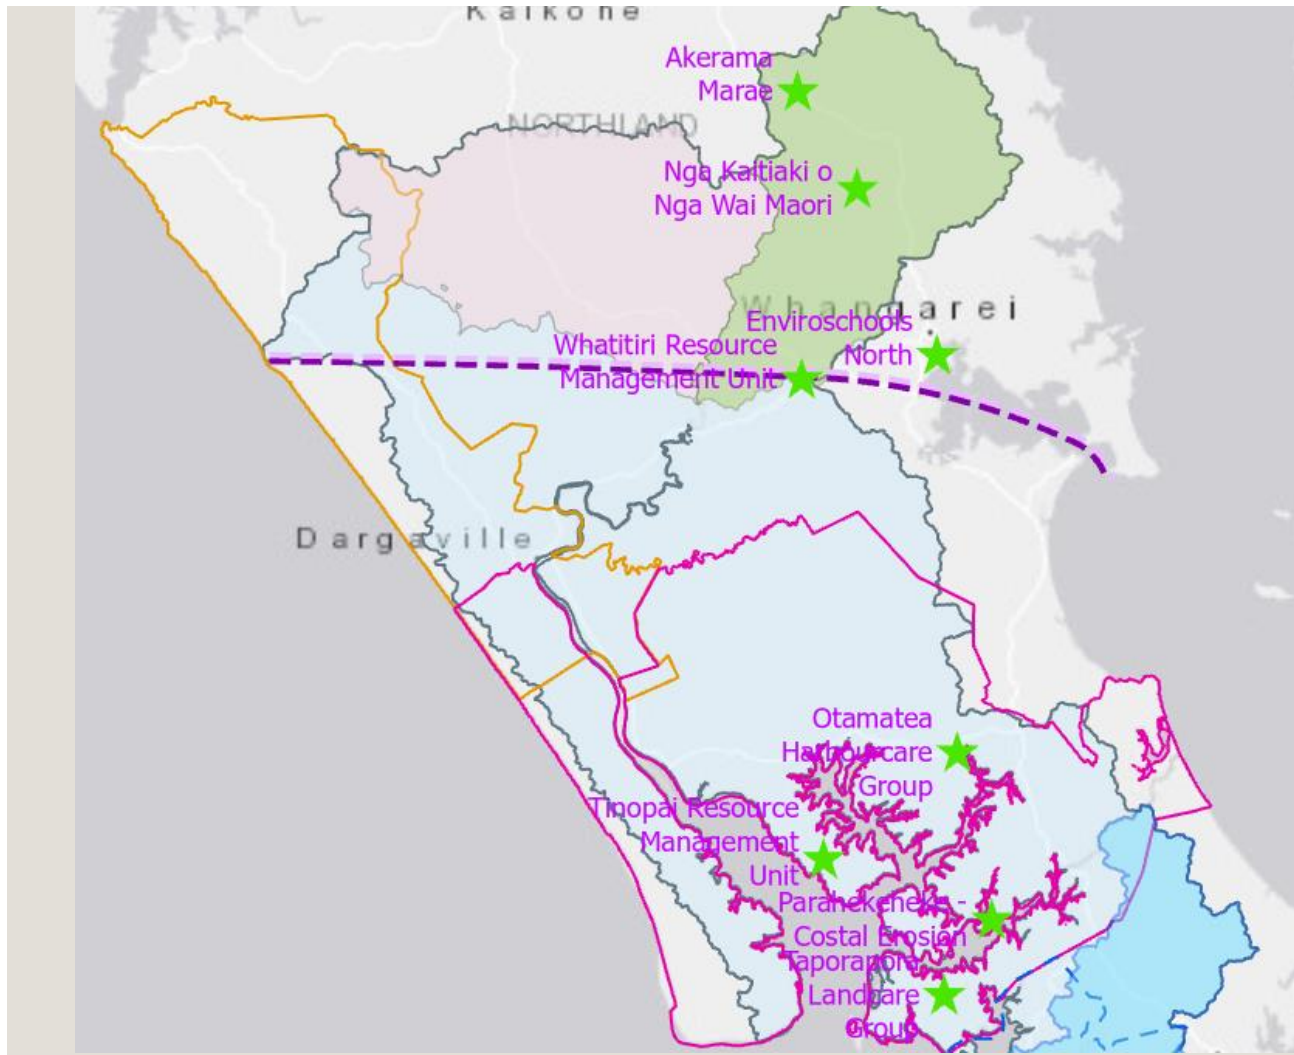 Kaikohe
Akerama
Marae
NORTHLAND
Nga Kaitiaki o
Nga Wai Maori
Whangarei
Enviroschools
North
Whatitiri Resource
Management Unit
Dargaville
Otamatea
Harbourcare
Group
Tinopai Resource
Management
Unit
Parahekeheke -
Costal Erosion
Taporapora
Landcare
Group